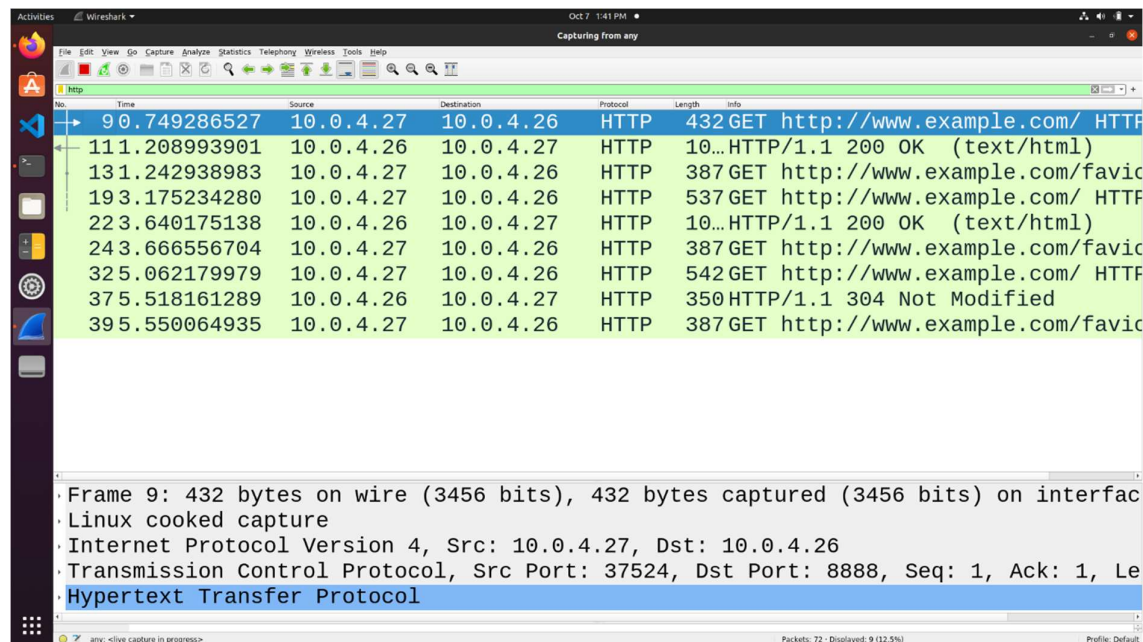 Activities Wireshark Oct 7 1:41 PM
Capturing from any
File Edit View Go Capture Analyze Statistics Telephony Wireless Tools Help
http
No. Time Source Destination Protocol Length Info
9 0.749286527 10.0.4.27 10.0.4.26 HTTP 432 GET http://www.example.com/ HTTP
11 1.208993901 10.0.4.26 10.0.4.27 HTTP 10… HTTP/1.1 200 OK (text/html)
13 1.242938983 10.0.4.27 10.0.4.26 HTTP 387 GET http://www.example.com/favic
19 3.175234280 10.0.4.27 10.0.4.26 HTTP 537 GET http://www.example.com/ HTTP
22 3.640175138 10.0.4.26 10.0.4.27 HTTP 10… HTTP/1.1 200 OK (text/html)
24 3.666556704 10.0.4.27 10.0.4.26 HTTP 387 GET http://www.example.com/favic
32 5.062179979 10.0.4.27 10.0.4.26 HTTP 542 GET http://www.example.com/ HTTP
37 5.518161289 10.0.4.26 10.0.4.27 HTTP 350 HTTP/1.1 304 Not Modified
39 5.550064935 10.0.4.27 10.0.4.26 HTTP 387 GET http://www.example.com/favic
Frame 9: 432 bytes on wire (3456 bits), 432 bytes captured (3456 bits) on interfac
Linux cooked capture
Internet Protocol Version 4, Src: 10.0.4.27, Dst: 10.0.4.26
Transmission Control Protocol, Src Port: 37524, Dst Port: 8888, Seq: 1, Ack: 1, Le
Hypertext Transfer Protocol
any: <live capture in progress> Packets: 72 · Displayed: 9 (12.5%) Profile: Default